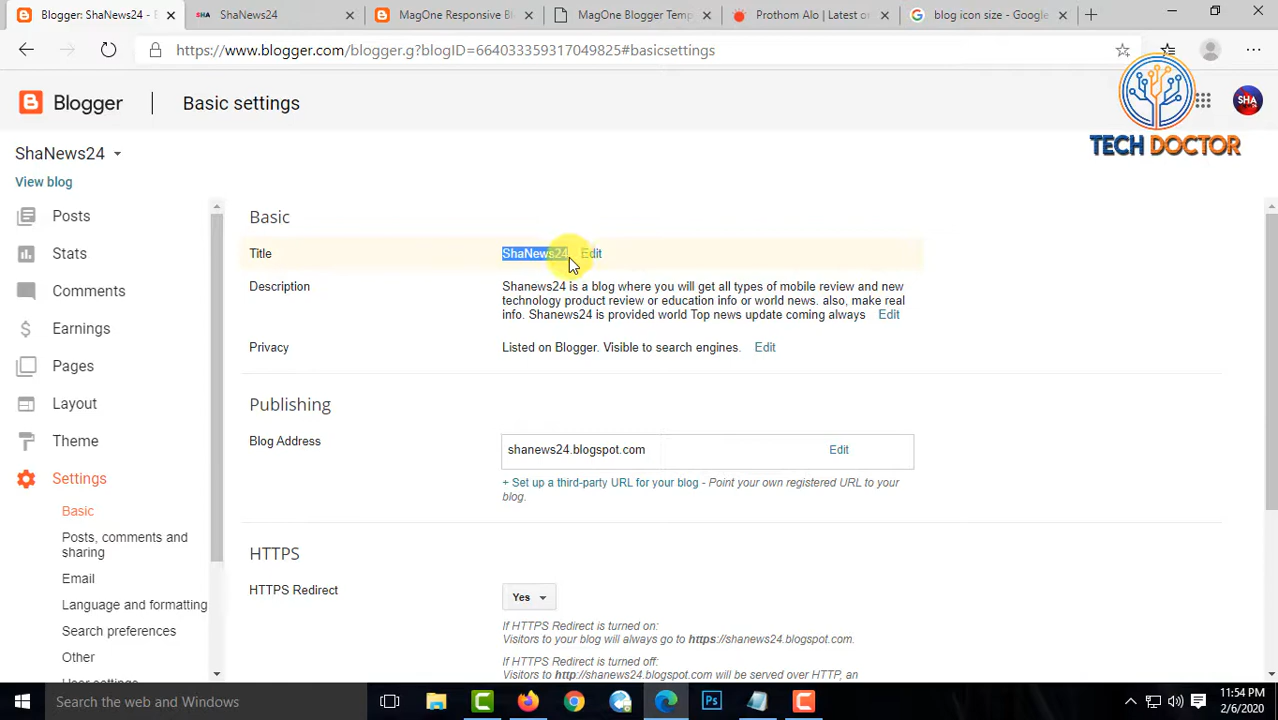 Blogger: ShaNews24 - E
ShaNews24
MagOne Responsive Bl
MagOne Blogger Temp
Prothom Alo | Latest on
blog icon size - Google
https://www.blogger.com/blogger.g?blogID=664033359317049825#basicsettings
Blogger
Basic settings
SHA
TECH DOCTOR
ShaNews24
View blog
Posts
Stats
Comments
Earnings
Pages
Layout
Theme
Settings
Basic
Posts, comments and
sharing
Email
Language and formatting
Search preferences
Other
User settings
Basic
Title
ShaNews24 Edit
Description
Shanews24 is a blog where you will get all types of mobile review and new
technology product review or education info or world news. also, make real
info. Shanews24 is provided world Top news update coming always Edit
Privacy
Listed on Blogger. Visible to search engines. Edit
Publishing
Blog Address
shanews24.blogspot.com Edit
+ Set up a third-party URL for your blog - Point your own registered URL to your
blog.
HTTPS
HTTPS Redirect
Yes
If HTTPS Redirect is turned on:
Visitors to your blog will always go to https://shanews24.blogspot.com.
If HTTPS Redirect is turned off:
Visitors to http://shanews24.blogspot.com will be served over HTTP, an
Search the web and Windows
Ps
11:54 PM
2/6/2020